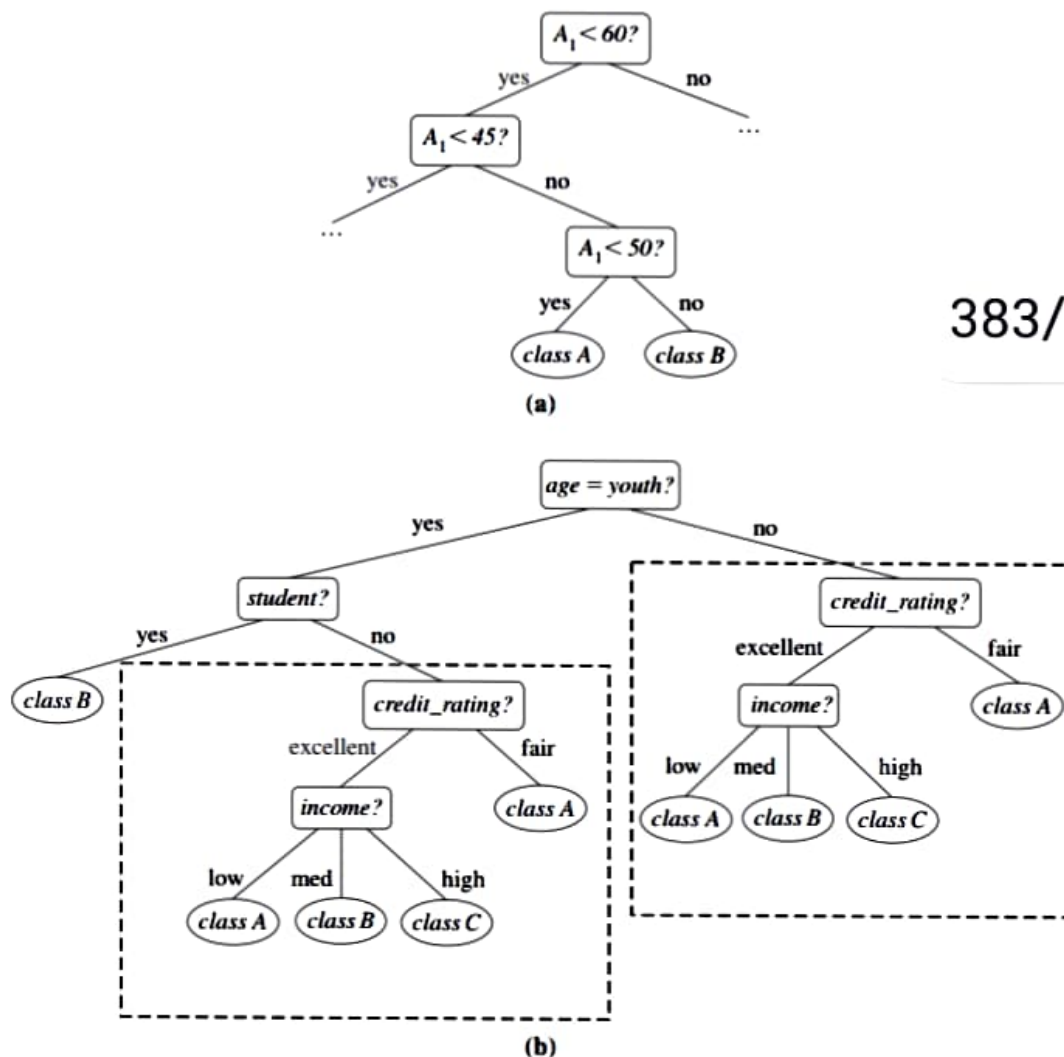 A₁ < 60?
yes no
A₁ < 45?
...
yes no
...
A₁ < 50?
yes no
383/
class A class B
(a)
age = youth?
yes no
student? credit_rating?
yes no excellent fair
class B credit_rating? income? class A
excellent fair low med high
income? class A class A class B class C
low med high
class A class B class C
(b)